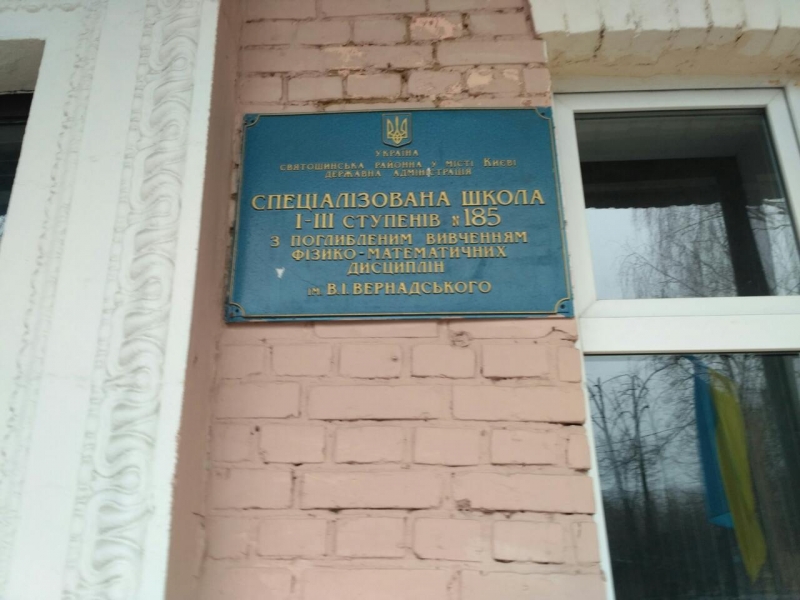 УКРАЇНА
СВЯТОШИНСЬКА РАЙОННА У МІСТІ КИЄВІ
ДЕРЖАВНА АДМІНІСТРАЦІЯ
СПЕЦІАЛІЗОВАНА ШКОЛА
І-ІІІ СТУПЕНІВ №185
З ПОГЛИБЛЕНИМ ВИВЧЕННЯМ
ФІЗИКО-МАТЕМАТИЧНИХ
ДИСЦИПЛІН
ІМ. В.І.ВЕРНАДСЬКОГО